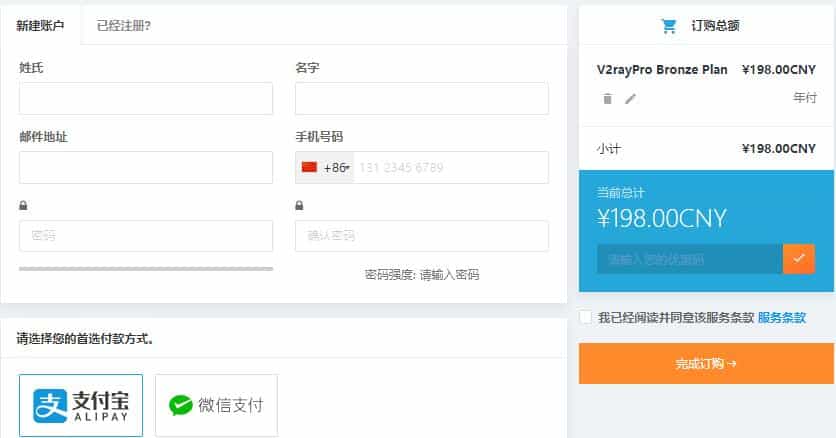 新建账户
已经注册?
姓氏
名字
邮件地址
手机号码
+86
131 2345 6789
密码
确认密码
密码强度: 请输入密码
请选择您的首选付款方式。
支付宝
ALIPAY
微信支付
订购总额
V2rayPro Bronze Plan ¥198.00CNY
年付
小计 ¥198.00CNY
当前总计
¥198.00CNY
请输入您的优惠码
我已经阅读并同意该服务条款 服务条款
完成订购